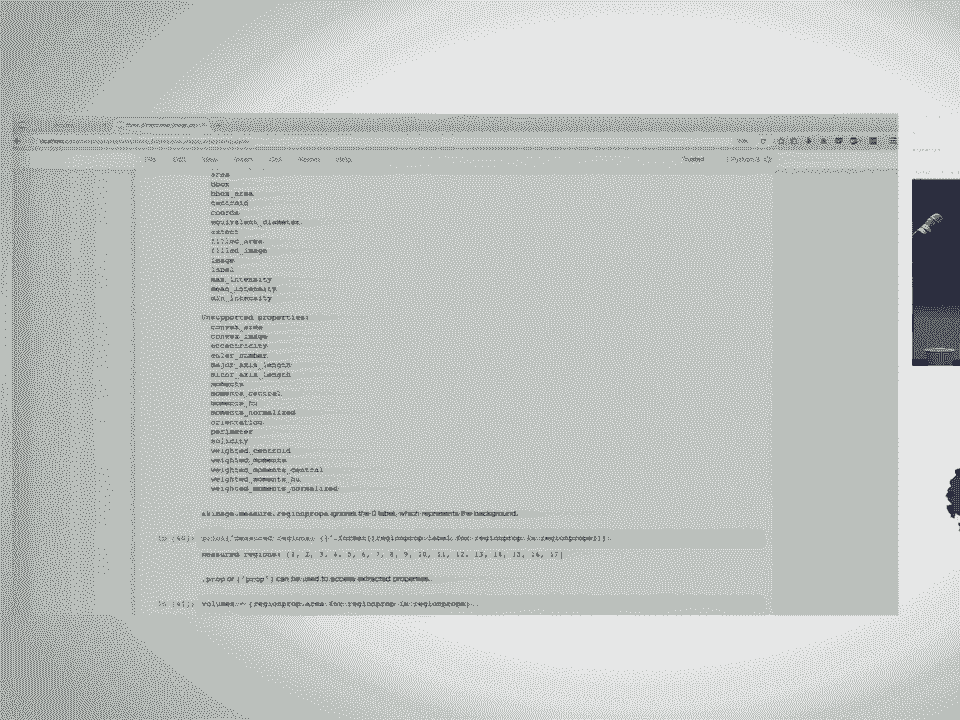 File Edit View Insert Cell Kernel Help Trusted Python 3
area
bbox
bbox_area
centroid
coords
equivalent_diameter
extent
filled_area
filled_image
image
label
max_intensity
mean_intensity
min_intensity
Unsupported properties:
convex_area
convex_image
eccentricity
euler_number
major_axis_length
minor_axis_length
moments
moments_central
moments_hu
moments_normalized
orientation
perimeter
solidity
weighted_centroid
weighted_moments
weighted_moments_central
weighted_moments_hu
weighted_moments_normalized
skimage.measure.regionprops ignores the 0 label, which represents the background.
print('measured regions: {}'.format([regionprop.label for regionprop in regionprops]))
measured regions: [1, 2, 3, 4, 5, 6, 7, 8, 9, 10, 11, 12, 13, 14, 15, 16, 17]
.prop or ['prop'] can be used to access extracted properties.
In [41]: volumes = [regionprop.area for regionprop in regionprops]